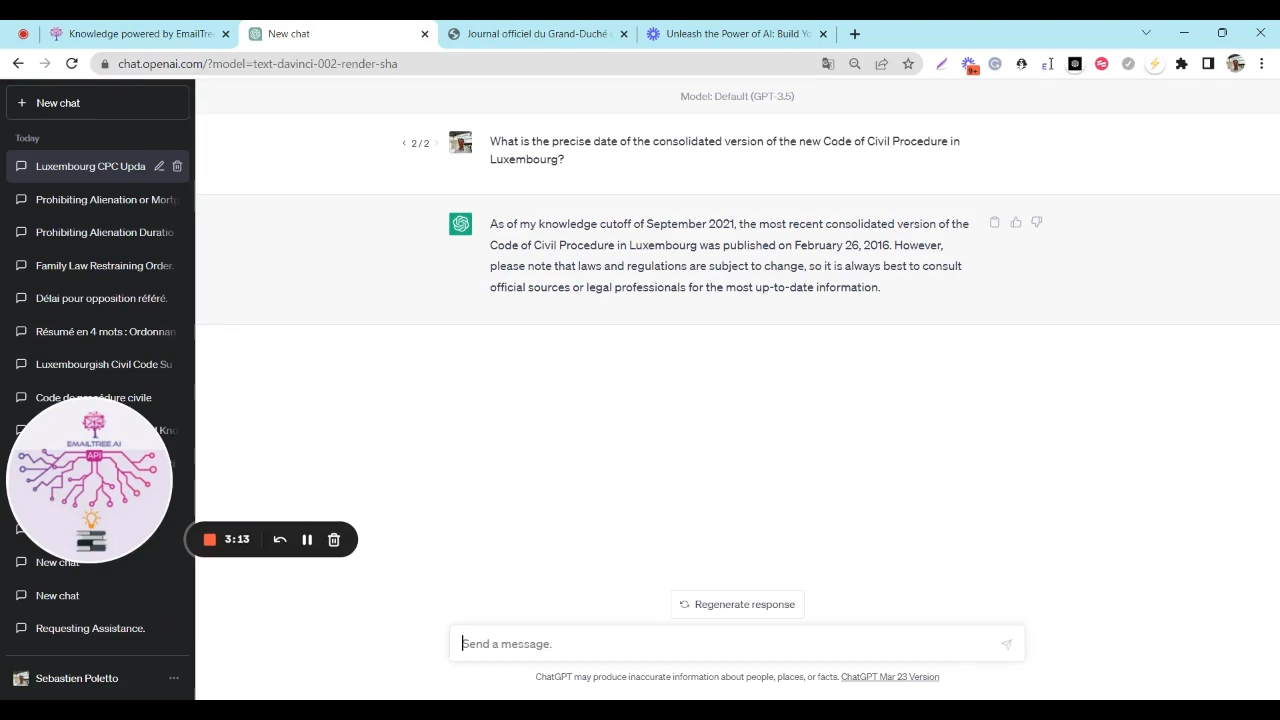 Knowledge powered by EmailTre
New chat
Journal officiel du Grand-Duché
Unleash the Power of AI: Build Yo
chat.openai.com/?model=text-davinci-002-render-sha
9+
New chat
Today
Luxembourg CPC Upda
Prohibiting Alienation or Mortg
Prohibiting Alienation Duratio
Family Law Restraining Order.
Délai pour opposition référé.
Résumé en 4 mots : Ordonnan
Luxembourgish Civil Code Su
Code de procédure civile
Kno
EMAILTREE.AI
API
New chat
New chat
Requesting Assistance.
Sebastien Poletto
3:13
Model: Default (GPT-3.5)
2 / 2
What is the precise date of the consolidated version of the new Code of Civil Procedure in
Luxembourg?
As of my knowledge cutoff of September 2021, the most recent consolidated version of the
Code of Civil Procedure in Luxembourg was published on February 26, 2016. However,
please note that laws and regulations are subject to change, so it is always best to consult
official sources or legal professionals for the most up-to-date information.
Regenerate response
Send a message.
ChatGPT may produce inaccurate information about people, places, or facts. ChatGPT Mar 23 Version